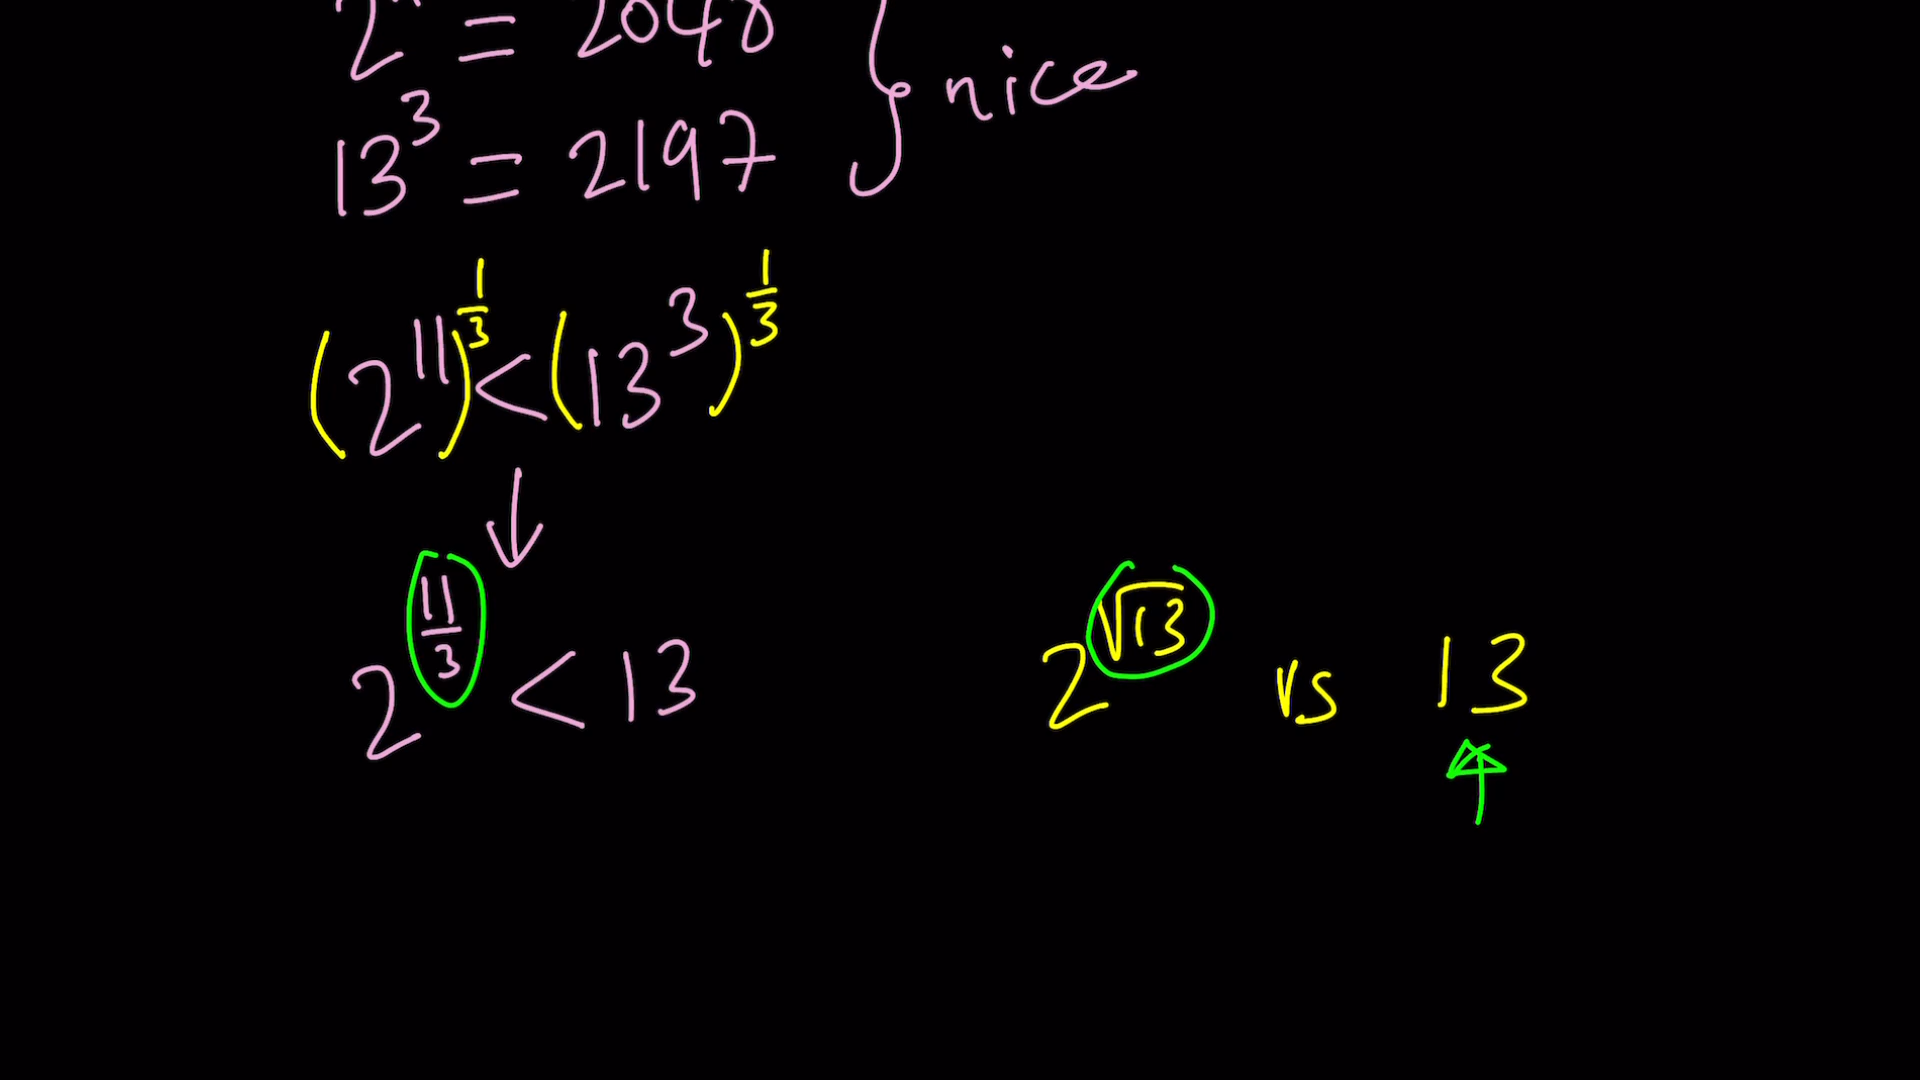 2¹¹ = 2048
13³ = 2197 } nice
(2¹¹)^(1/3) < (13³)^(1/3)
↓
2^(11/3) < 13
2^√13 vs 13